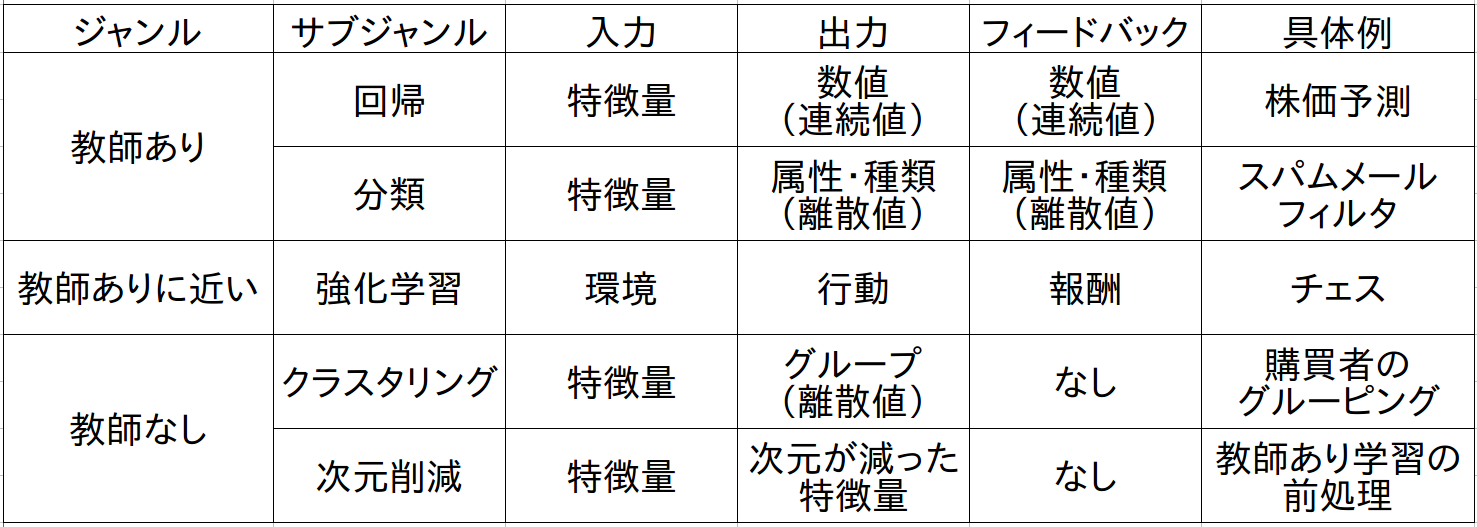 ジャンル
サブジャンル
入力
出力
フィードバック
具体例
教師あり
回帰
特徴量
数値
(連続値)
数値
(連続値)
株価予測
分類
特徴量
属性・種類
(離散値)
属性・種類
(離散値)
スパムメール
フィルタ
教師ありに近い
強化学習
環境
行動
報酬
チェス
教師なし
クラスタリング
特徴量
グループ
(離散値)
なし
購買者の
グルーピング
次元削減
特徴量
次元が減った
特徴量
なし
教師あり学習の
前処理